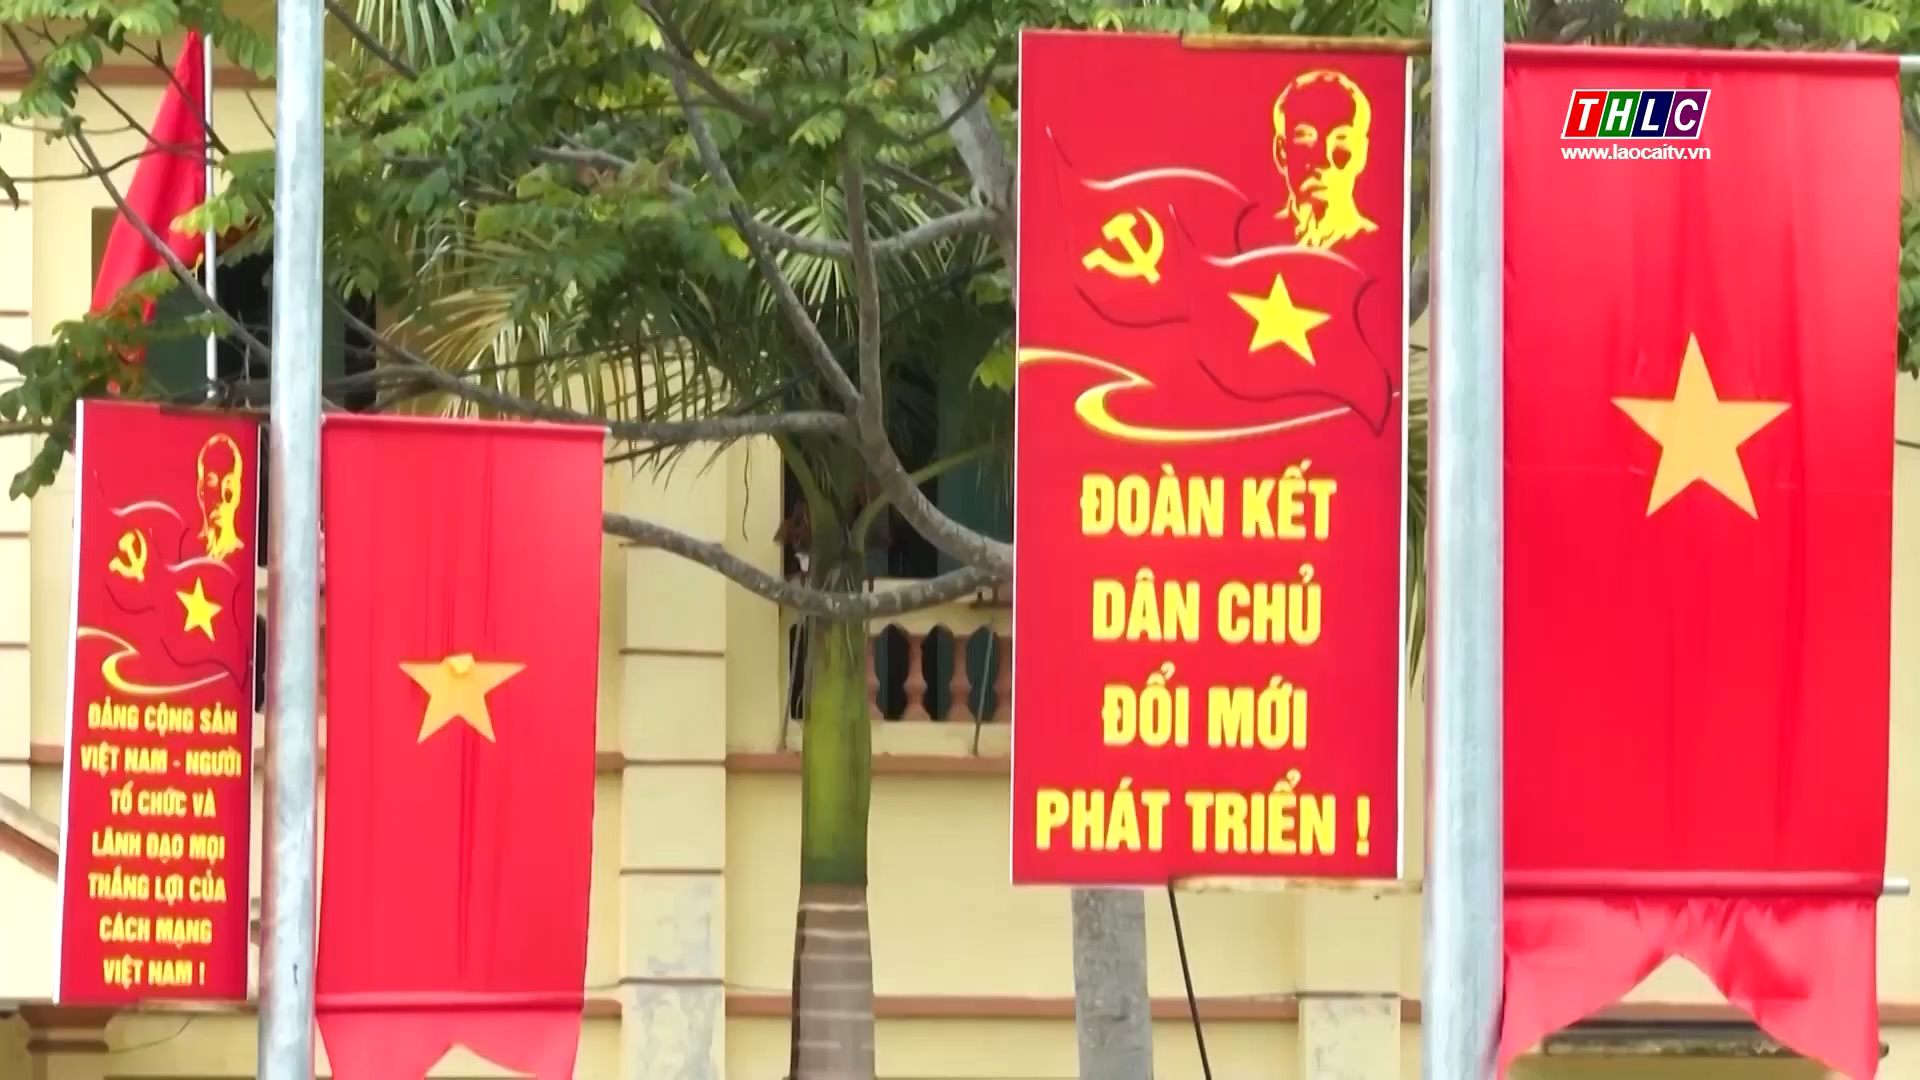 THLC
www.laocaitv.vn
ĐOÀN KẾT
DÂN CHỦ
ĐỔI MỚI
PHÁT TRIỂN !
ĐẢNG CỘNG SẢN
VIỆT NAM - NGƯỜI
TỔ CHỨC VÀ
LÃNH ĐẠO MỌI
THẮNG LỢI CỦA
CÁCH MẠNG
VIỆT NAM !